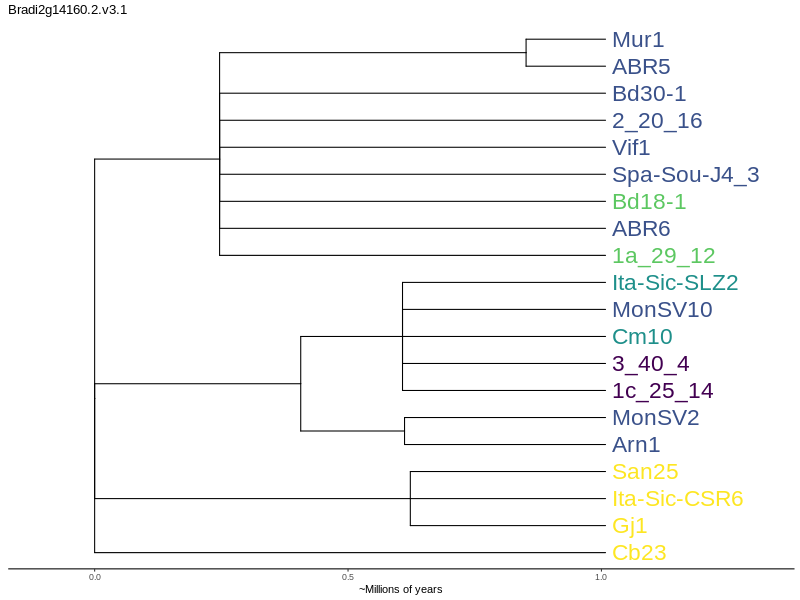 Bradi2g14160.2.v3.1
Mur1
ABR5
Bd30-1
2_20_16
Vif1
Spa-Sou-J4_3
Bd18-1
ABR6
1a_29_12
Ita-Sic-SLZ2
MonSV10
Cm10
3_40_4
1c_25_14
MonSV2
Arn1
San25
Ita-Sic-CSR6
Gj1
Cb23
0.0 0.5 1.0
~Millions of years